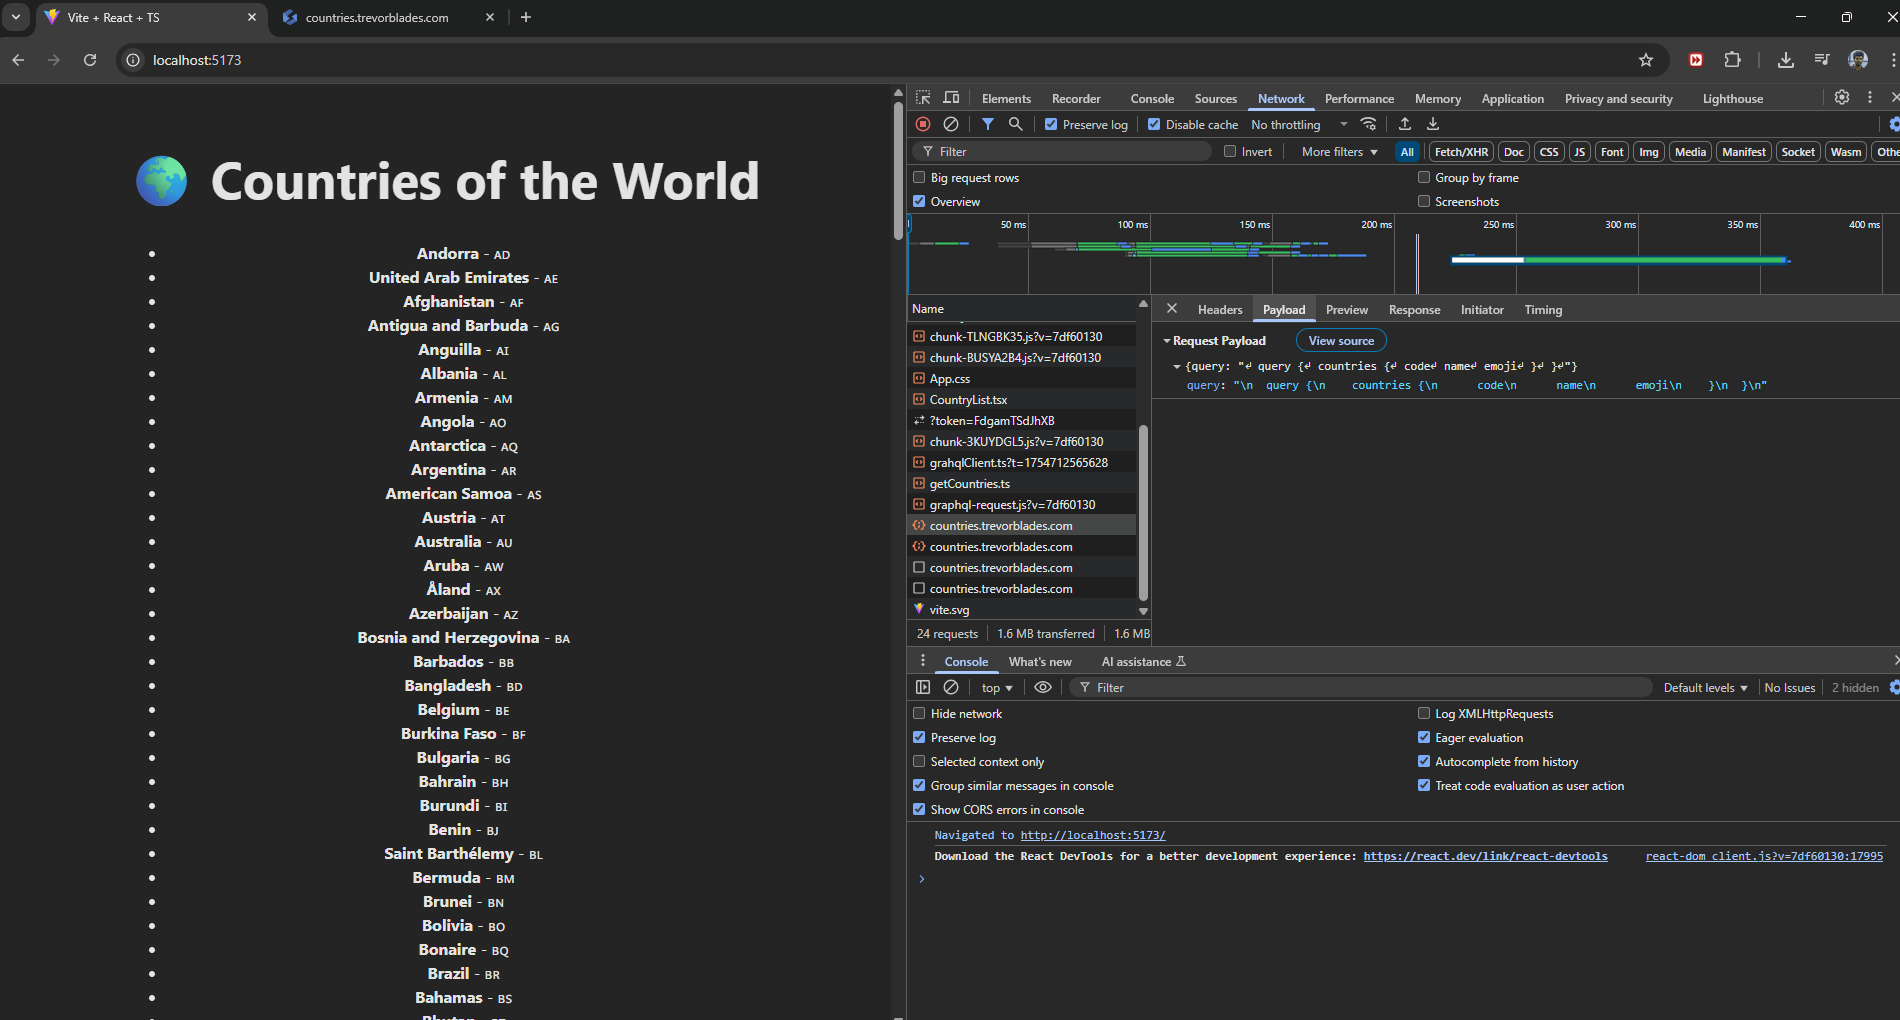 Vite + React + TS
countries.trevorblades.com
localhost:5173
Countries of the World
Andorra - AD
United Arab Emirates - AE
Afghanistan - AF
Antigua and Barbuda - AG
Anguilla - AI
Albania - AL
Armenia - AM
Angola - AO
Antarctica - AQ
Argentina - AR
American Samoa - AS
Austria - AT
Australia - AU
Aruba - AW
Åland - AX
Azerbaijan - AZ
Bosnia and Herzegovina - BA
Barbados - BB
Bangladesh - BD
Belgium - BE
Burkina Faso - BF
Bulgaria - BG
Bahrain - BH
Burundi - BI
Benin - BJ
Saint Barthélemy - BL
Bermuda - BM
Brunei - BN
Bolivia - BO
Bonaire - BQ
Brazil - BR
Bahamas - BS
Elements Recorder Console Sources Network Performance Memory Application Privacy and security Lighthouse
Preserve log Disable cache No throttling
Filter Invert More filters All Fetch/XHR Doc CSS JS Font Img Media Manifest Socket Wasm
Big request rows Group by frame
Overview Screenshots
50 ms 100 ms 150 ms 200 ms 250 ms 300 ms 350 ms 400 ms
Name
chunk-TLNGBK35.js?v=7df60130
chunk-BUSYA2B4.js?v=7df60130
App.css
CountryList.tsx
?token=FdgamTSdJhXB
chunk-3KUYDGL5.js?v=7df60130
grahqlClient.ts?t=1754712565628
getCountries.ts
graphql-request.js?v=7df60130
countries.trevorblades.com
countries.trevorblades.com
countries.trevorblades.com
countries.trevorblades.com
vite.svg
24 requests 1.6 MB transferred 1.6 MB
Headers Payload Preview Response Initiator Timing
Request Payload View source
{query: "↵ query {↵ countries {↵ code↵ name↵ emoji↵ }↵ }↵"}
query: "\n query {\n countries {\n code\n name\n emoji\n }\n }\n"
Console What's new AI assistance
top Filter Default levels No Issues 2 hidden
Hide network Log XMLHttpRequests
Preserve log Eager evaluation
Selected context only Autocomplete from history
Group similar messages in console Treat code evaluation as user action
Show CORS errors in console
Navigated to http://localhost:5173/
Download the React DevTools for a better development experience: https://react.dev/link/react-devtools react-dom_client.js?v=7df60130:17995